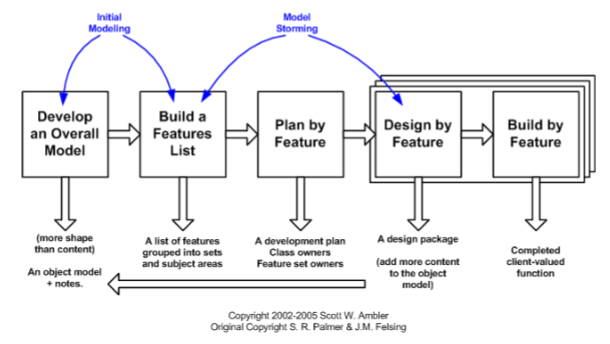 Initial
Modeling
Model
Storming
Develop
an Overall
Model
Build a
Features
List
Plan by
Feature
Design by
Feature
Build by
Feature
(more shape
than content)
An object model
+ notes.
A list of features
grouped into sets
and subject areas
A development plan
Class owners
Feature set owners
A design package
(add more content
to the object
model)
Completed
client-valued
function
Copyright 2002-2005 Scott W. Ambler
Original Copyright S. R. Palmer & J.M. Felsing